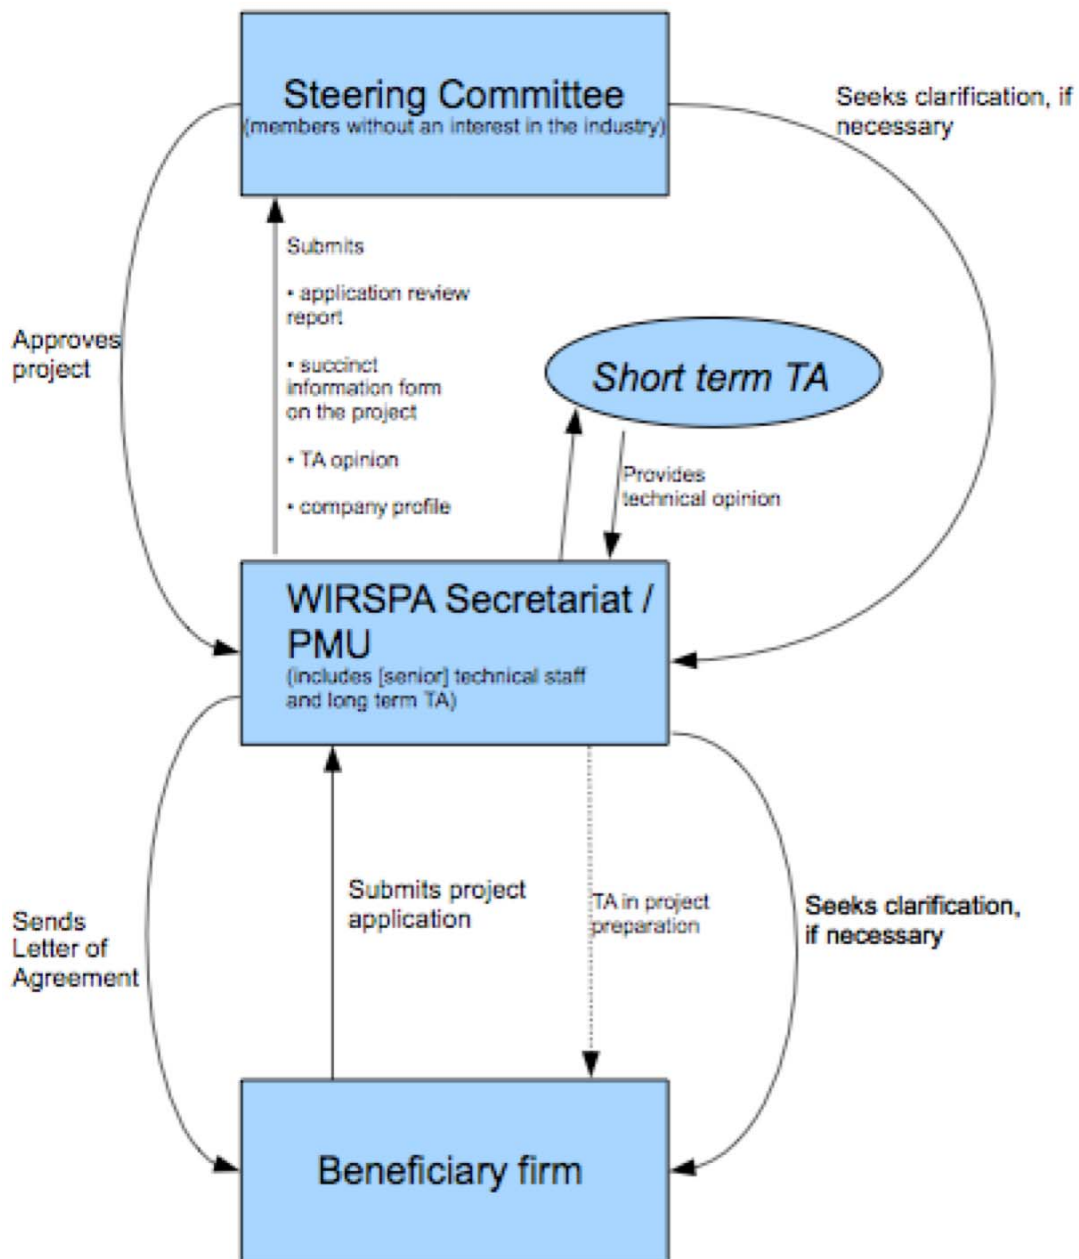 Steering Committee
(members without an interest in the industry)
Seeks clarification, if
necessary
Submits
• application review
report
• succinct
information form
on the project
• TA opinion
• company profile
Approves
project
Short term TA
Provides
technical opinion
WIRSPA Secretariat /
PMU
(includes [senior] technical staff
and long term TA)
Sends
Letter of
Agreement
Submits project
application
TA in project
preparation
Seeks clarification,
if necessary
Beneficiary firm